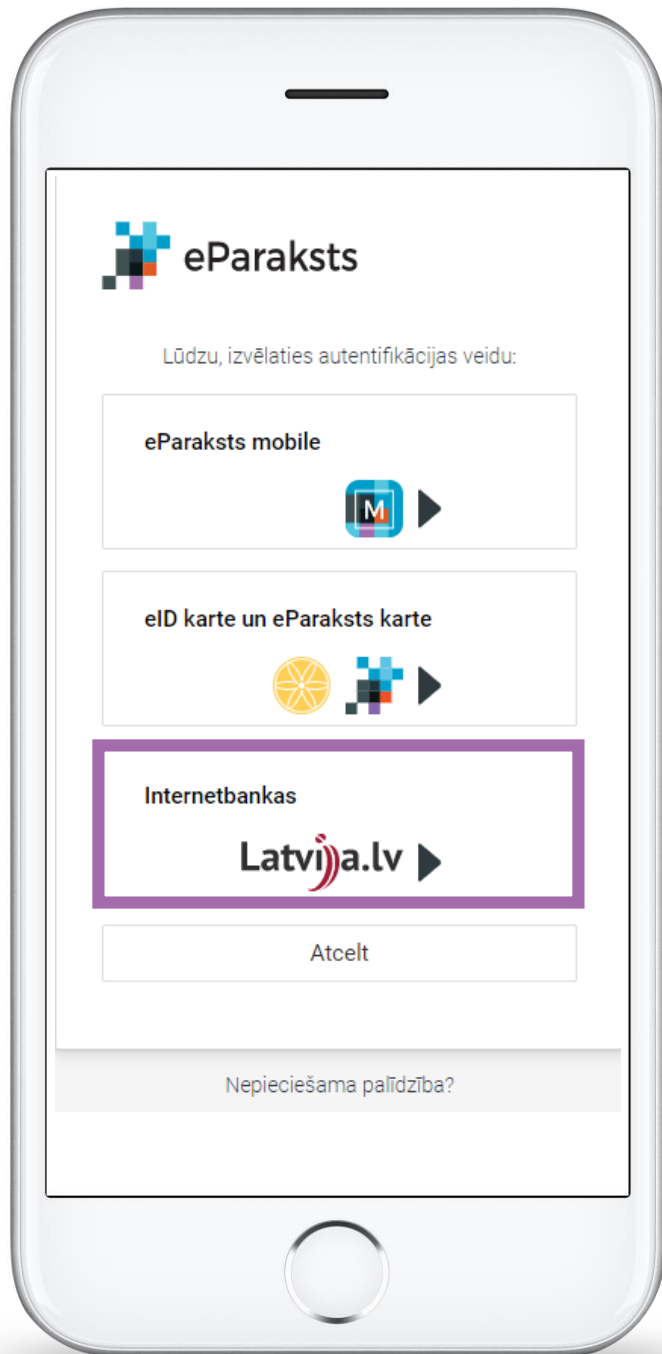 eParaksts
Lūdzu, izvēlaties autentifikācijas veidu:
eParaksts mobile
M
eID karte un eParaksts karte
Internetbankas
Latvija.lv
Atcelt
Nepieciešama palīdzība?